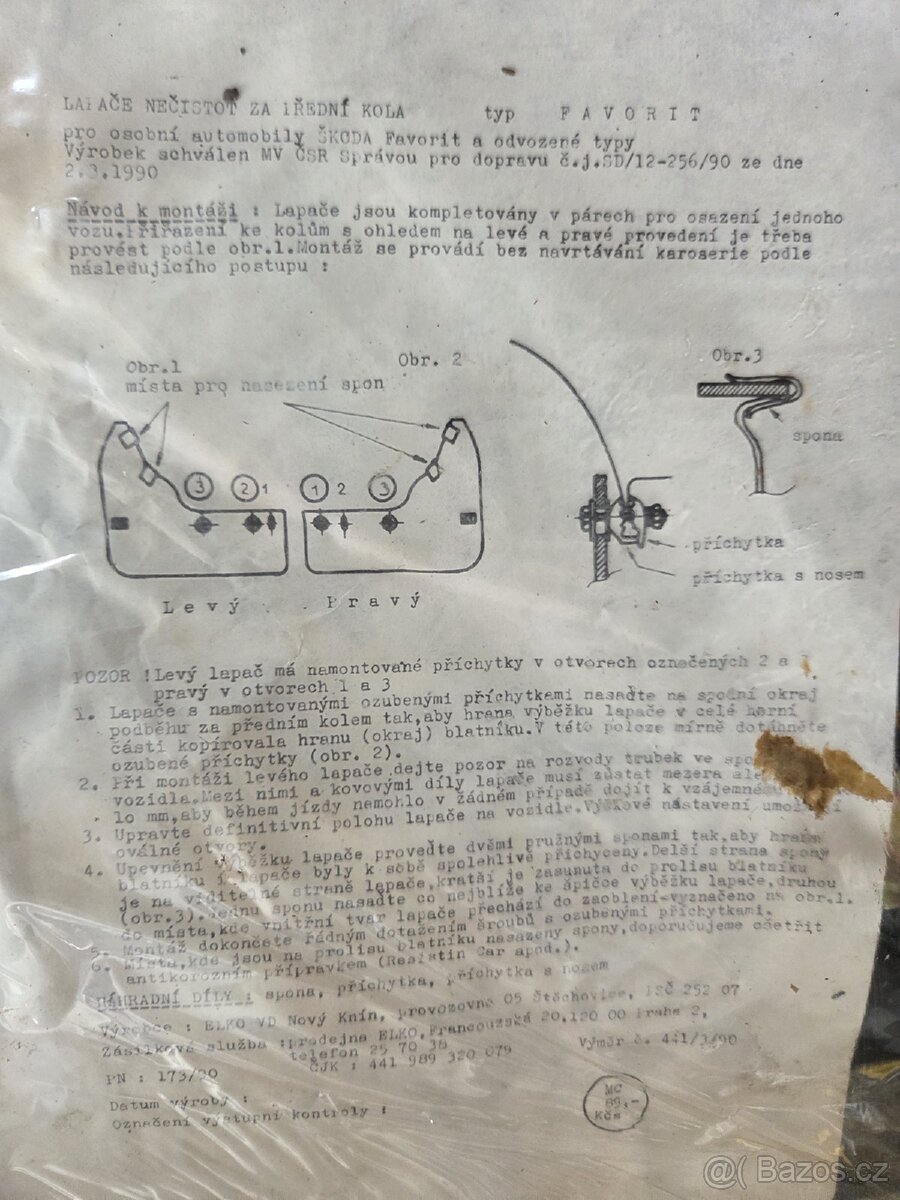 LAPAČE NEČISTOT ZA PŘEDNÍ KOLA typ FAVORIT
pro osobní automobily ŠKODA Favorit a odvozené typy
Výrobek schválen MV ČSR Správou pro dopravu č.j.SD/12-256/90 ze dne
2.3.1990
Návod k montáži : Lapače jsou kompletovány v párech pro osazení jednoho
vozu.Přiřazení ke kolům s ohledem na levé a pravé provedení je třeba
provést podle obr.1.Montáž se provádí bez navrtávání karoserie podle
následujícího postupu :
Obr.1 Obr. 2 Obr.3
místa pro nasazení spon
spona
3 2 1 1 2 3
příchytka
příchytka s nosem
Levý Pravý
POZOR !Levý lapač má namontované příchytky v otvorech označených 2 a 3
pravý v otvorech 1 a 3
1. Lapače s namontovanými ozubenými příchytkami nasaďte na spodní okraj
podběhu za předním kolem tak,aby hrana výběžku lapače v celé horní
části kopírovala hranu (okraj) blatníku.V této poloze mírně dotáhněte
ozubené příchytky (obr. 2).
2. Při montáži levého lapače dejte pozor na rozvody trubek ve
vozidla.Mezi nimi a kovovými díly lapače musí zůstat mezera
10 mm,aby během jízdy nemohlo v žádném případě dojít k
3. Upravte definitivní polohu lapače na vozidle.Výškové nastavení
oválné otvory.
4. Upevnění výběžku lapače proveďte dvěmi pružnými sponami tak,aby hrana
blatníku i lapače byly k sobě spolehlivě přichyceny.Delší strana spony
je na viditelné straně lapače,kratší je zasunuta do prolisu blatníku
(obr.3).Jednu sponu nasaďte co nejblíže ke špičce výběžku lapače,druhou
do místa,kde vnitřní tvar lapače přechází do zaoblení-vyznačeno na obr.1.
5. Montáž dokončete řádným dotažením šroubů s ozubenými příchytkami.
6. Místa,kde jsou na prolisu blatníku nasazeny spony,doporučujeme ošetřit
antikorozním přípravkem (Resistin Car apod.).
NÁHRADNÍ DÍLY : spona, příchytka, příchytka s nosem
Výrobce : ELKO VD Nový Knín, provozovna 05 Štěchovice, PSČ 252 07
Zásilková služba :prodejna ELKO,Francouzská 20,120 00 Praha 2,
telefon 25 70 38
ČJK : 441 989 320 079
Výměr č. 441/3/90
PN : 173/90
Datum výroby :
Označení výstupní kontroly :
MC
89,-
Kčs
@( Bazos.cz